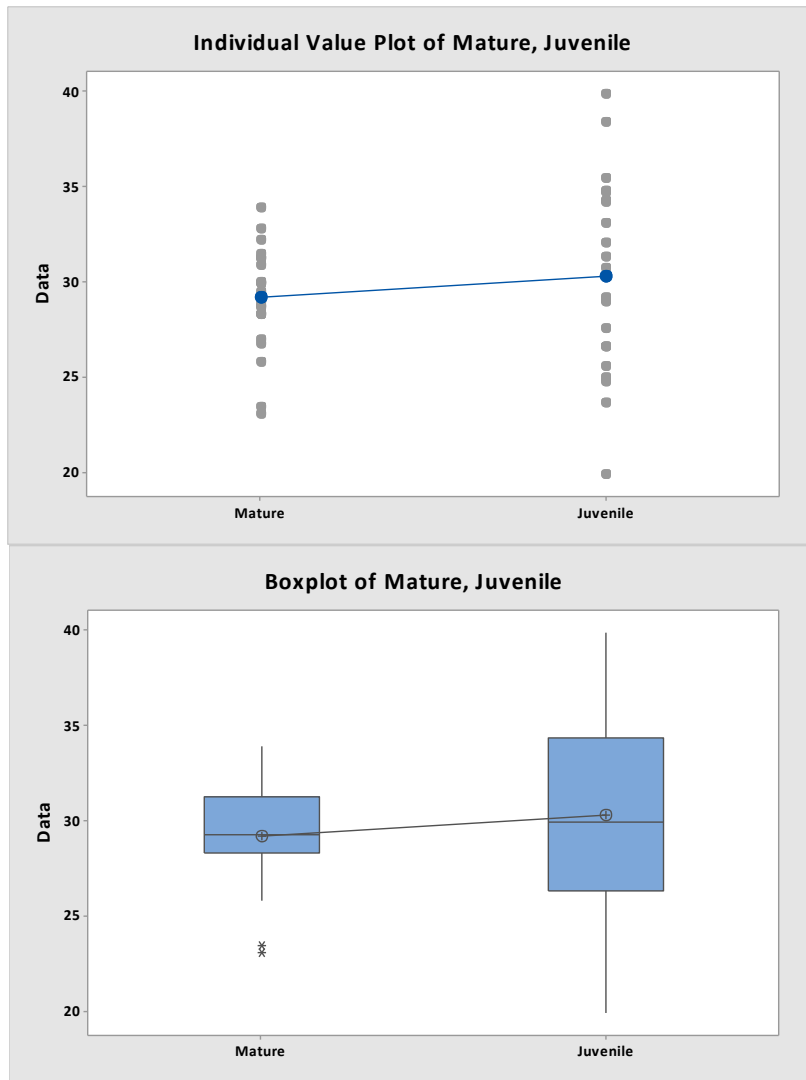 Individual Value Plot of Mature, Juvenile
40
35
30
25
20
Data
Mature Juvenile
Boxplot of Mature, Juvenile
40
35
30
25
20
Data
Mature Juvenile